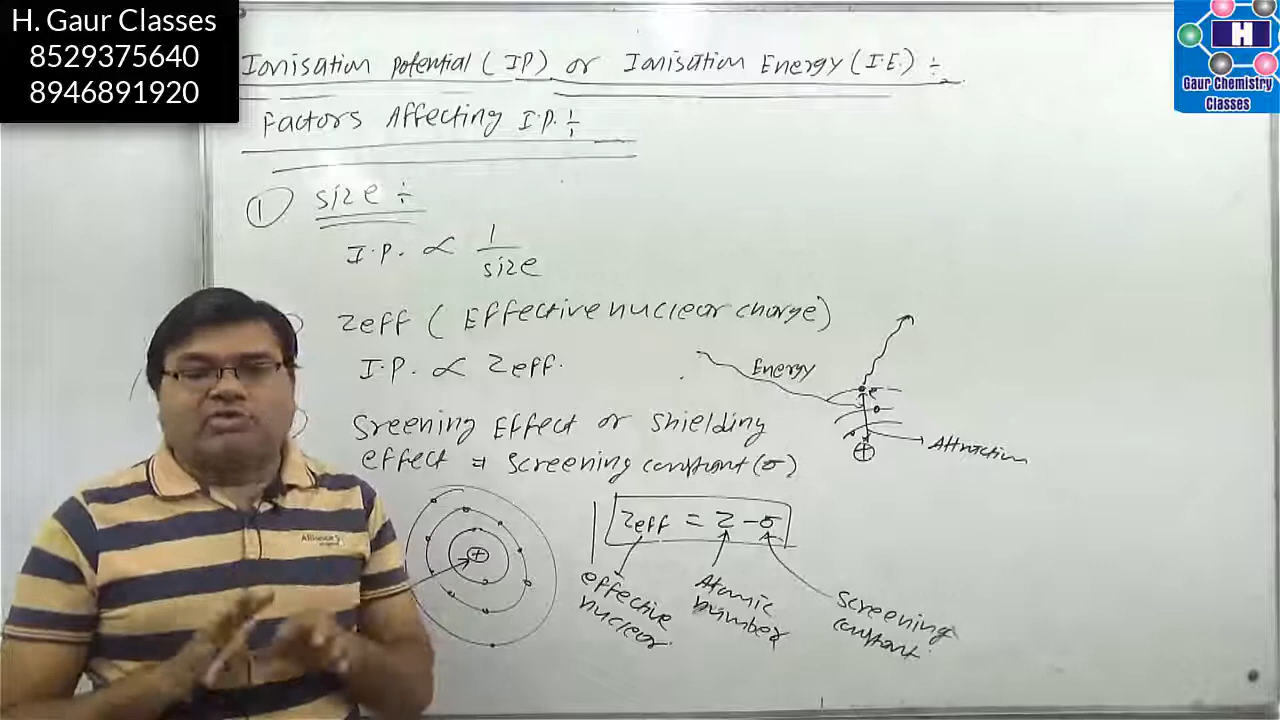 H. Gaur Classes
8529375640
8946891920
H
Gaur Chemistry
Classes
Ionisation potential (IP) or Ionisation Energy (I.E.) ÷
Factors Affecting I.P. ÷
① size ÷
I.P. ∝ 1/size
Zeff ( Effective nuclear charge)
I.P. ∝ Zeff.
Energy
e
Attraction
+
Sreening Effect or shielding
effect = screening constant (σ)
+
Zeff = Z - σ
effective
nuclear
Atomic
number
screening
constant.
Alliance